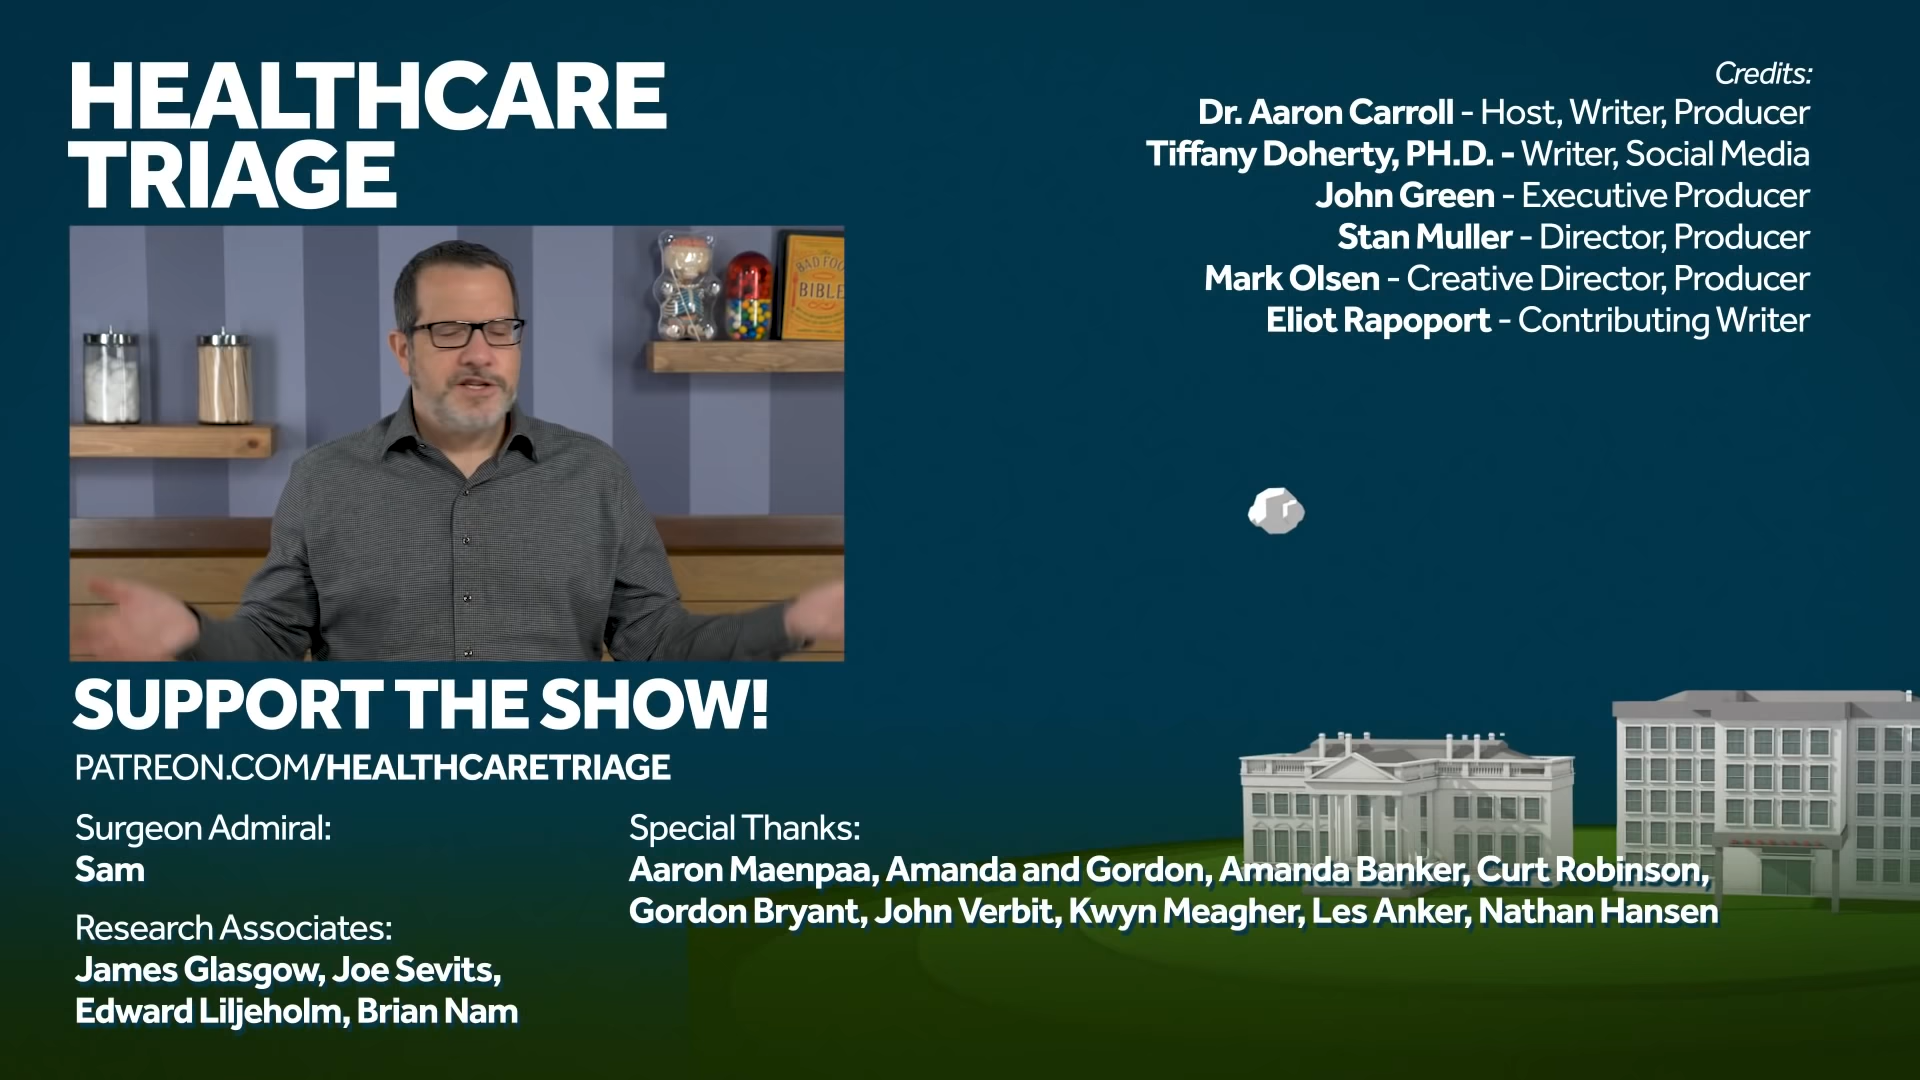 HEALTHCARE
TRIAGE
Credits:
Dr. Aaron Carroll - Host, Writer, Producer
Tiffany Doherty, PH.D. - Writer, Social Media
John Green - Executive Producer
Stan Muller - Director, Producer
Mark Olsen - Creative Director, Producer
Eliot Rapoport - Contributing Writer
BAD FOO
BIBLE
SUPPORT THE SHOW!
PATREON.COM/HEALTHCARETRIAGE
Surgeon Admiral:
Sam
Research Associates:
James Glasgow, Joe Sevits,
Edward Liljeholm, Brian Nam
Special Thanks:
Aaron Maenpaa, Amanda and Gordon, Amanda Banker, Curt Robinson,
Gordon Bryant, John Verbit, Kwyn Meagher, Les Anker, Nathan Hansen